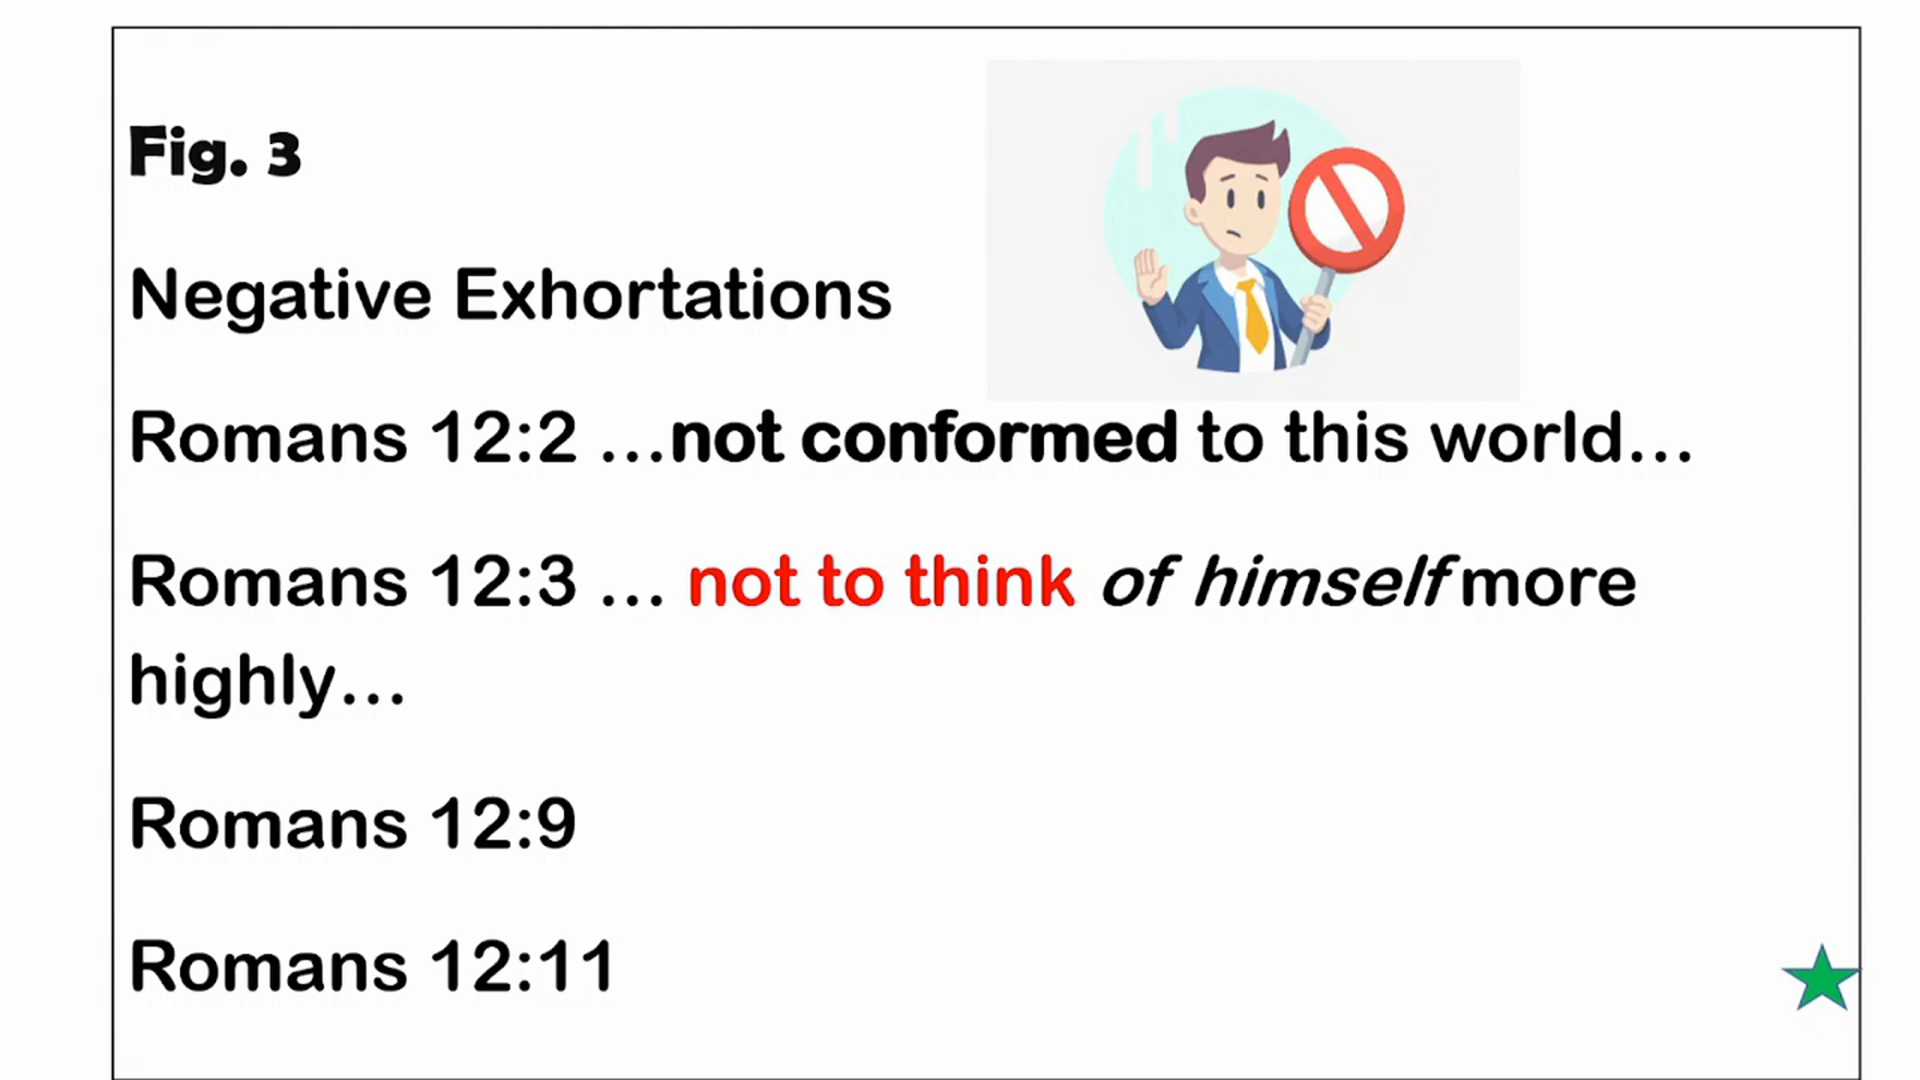 Fig. 3
Negative Exhortations
Romans 12:2 …not conformed to this world…
Romans 12:3 … not to think of himself more
highly…
Romans 12:9
Romans 12:11